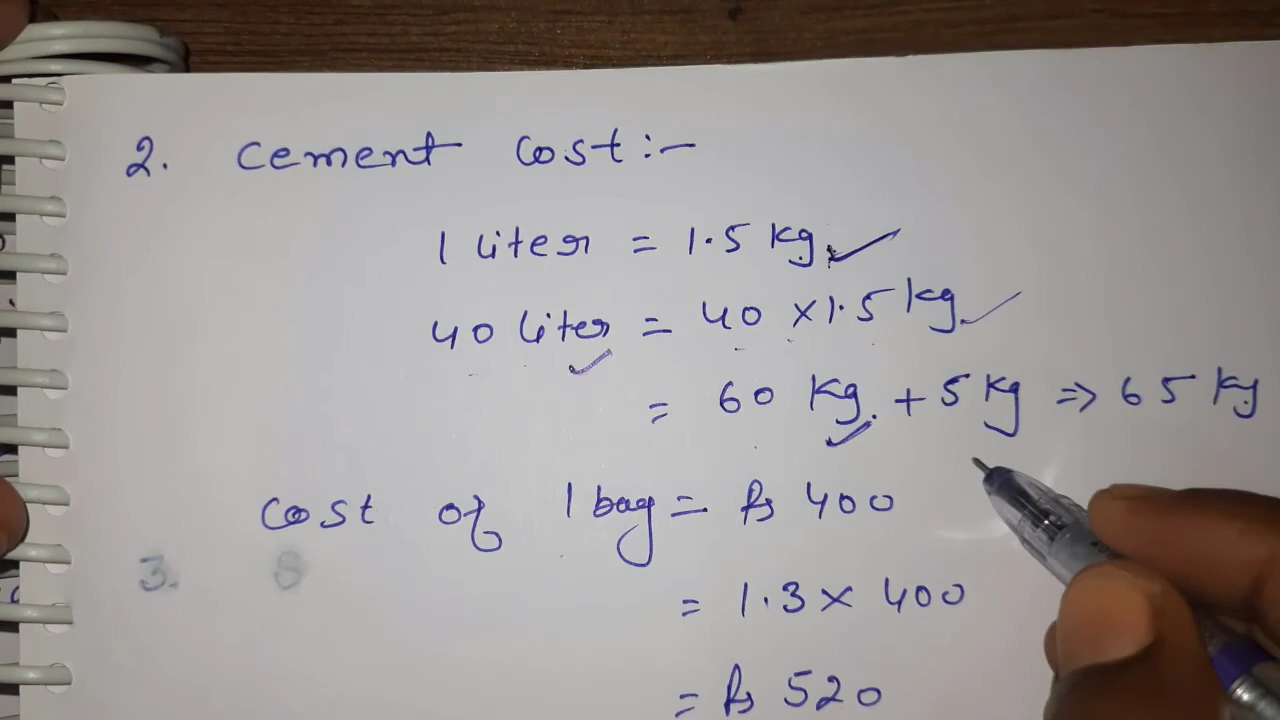 2. Cement cost:-
1 liter = 1.5 kg
40 liter = 40 x 1.5 kg
= 60 kg. + 5 kg ⇒ 65 kg
cost of 1 bag = Rs 400
3. S
= 1.3 x 400
= Rs 520